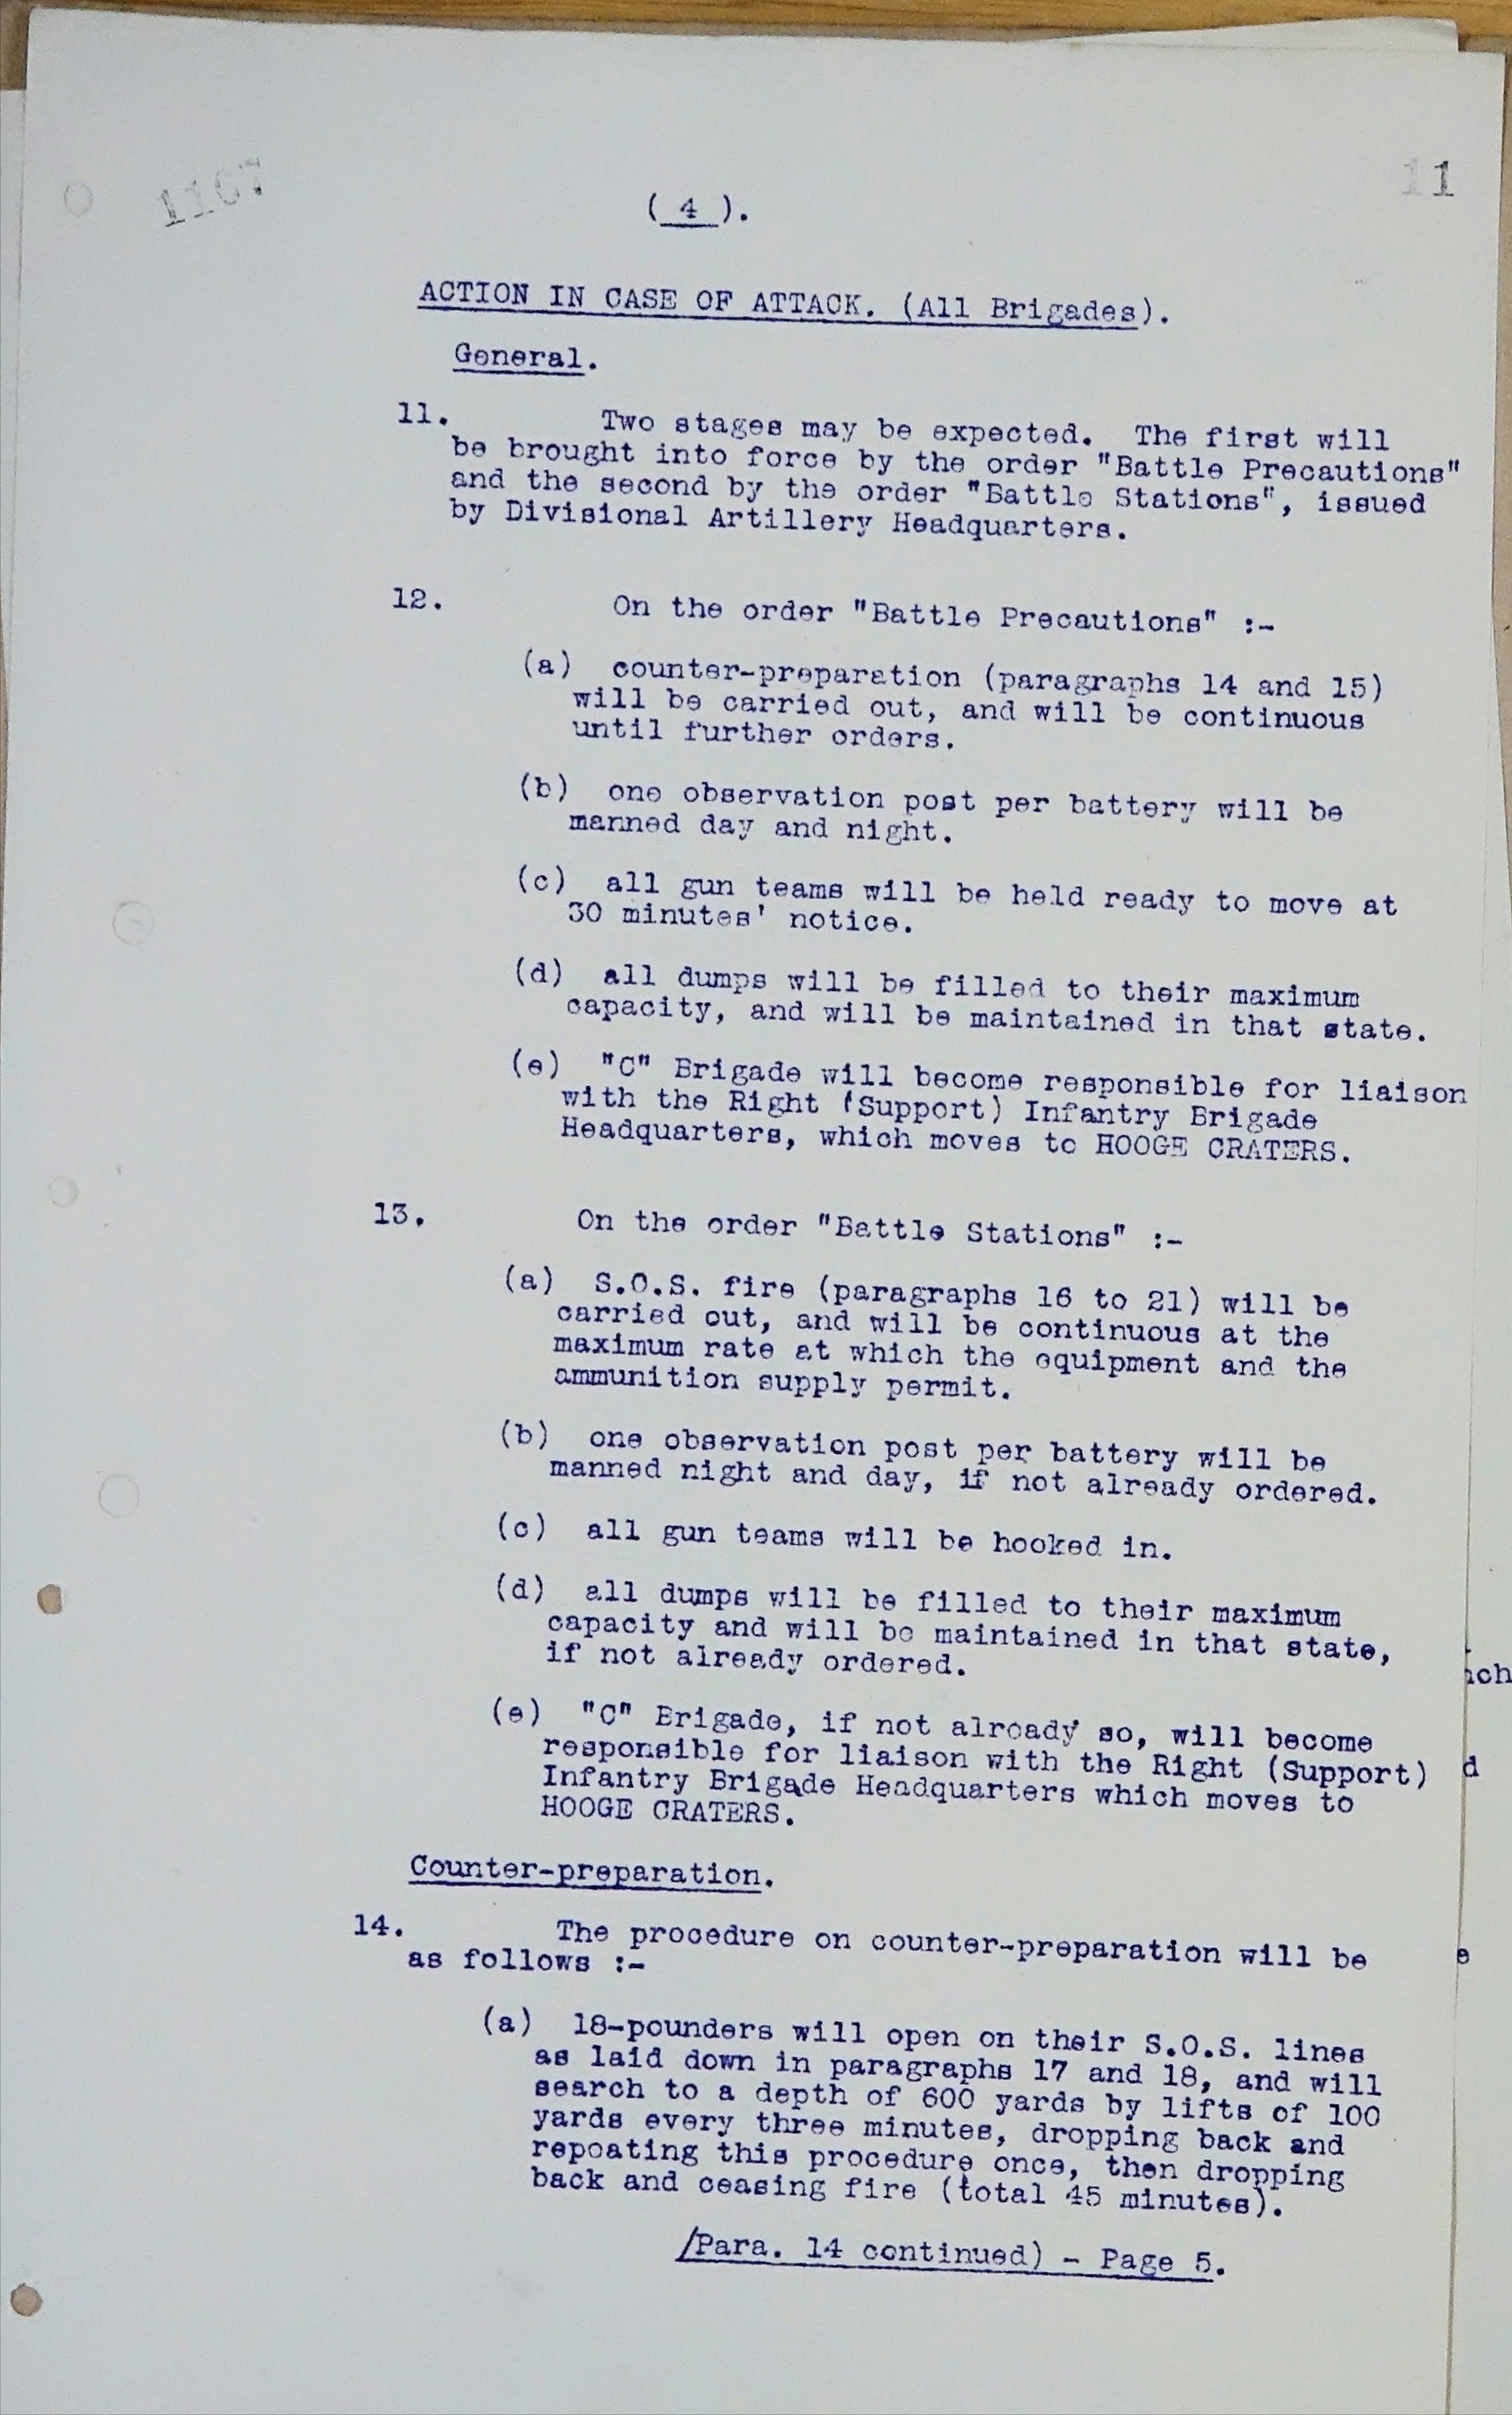 1167
11
( 4 ).
ACTION IN CASE OF ATTACK. (All Brigades).
General.
11. Two stages may be expected. The first will
be brought into force by the order "Battle Precautions"
and the second by the order "Battle Stations", issued
by Divisional Artillery Headquarters.
12. On the order "Battle Precautions" :-
(a) counter-preparation (paragraphs 14 and 15)
will be carried out, and will be continuous
until further orders.
(b) one observation post per battery will be
manned day and night.
(c) all gun teams will be held ready to move at
30 minutes' notice.
(d) all dumps will be filled to their maximum
capacity, and will be maintained in that state.
(e) "C" Brigade will become responsible for liaison
with the Right (Support) Infantry Brigade
Headquarters, which moves to HOOGE CRATERS.
13. On the order "Battle Stations" :-
(a) S.O.S. fire (paragraphs 16 to 21) will be
carried out, and will be continuous at the
maximum rate at which the equipment and the
ammunition supply permit.
(b) one observation post per battery will be
manned night and day, if not already ordered.
(c) all gun teams will be hooked in.
(d) all dumps will be filled to their maximum
capacity and will be maintained in that state,
if not already ordered.
(e) "C" Brigade, if not already so, will become
responsible for liaison with the Right (Support)
Infantry Brigade Headquarters which moves to
HOOGE CRATERS.
Counter-preparation.
14. The procedure on counter-preparation will be
as follows :-
(a) 18-pounders will open on their S.O.S. lines
as laid down in paragraphs 17 and 18, and will
search to a depth of 600 yards by lifts of 100
yards every three minutes, dropping back and
repeating this procedure once, then dropping
back and ceasing fire (total 45 minutes).
/Para. 14 continued) - Page 5.